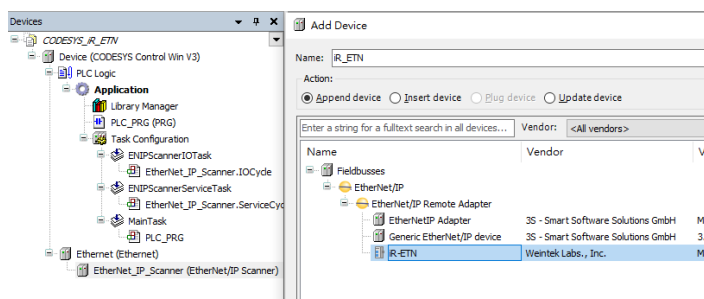 Devices
CODESYS_iR_ETN
Device (CODESYS Control Win V3)
PLC Logic
Application
Library Manager
PLC_PRG (PRG)
Task Configuration
ENIPScannerIOTask
EtherNet_IP_Scanner.IOCycle
ENIPScannerServiceTask
EtherNet_IP_Scanner.ServiceCyc
MainTask
PLC_PRG
Ethernet (Ethernet)
EtherNet_IP_Scanner (EtherNet/IP Scanner)
Add Device
Name: iR_ETN
Action:
Append device Insert device Plug device Update device
Enter a string for a fulltext search in all devices... Vendor: <All vendors>
Name Vendor V
Fieldbusses
EtherNet/IP
EtherNet/IP Remote Adapter
EtherNetIP Adapter 3S - Smart Software Solutions GmbH M
Generic EtherNet/IP device 3S - Smart Software Solutions GmbH 3.
iR-ETN Weintek Labs., Inc. M